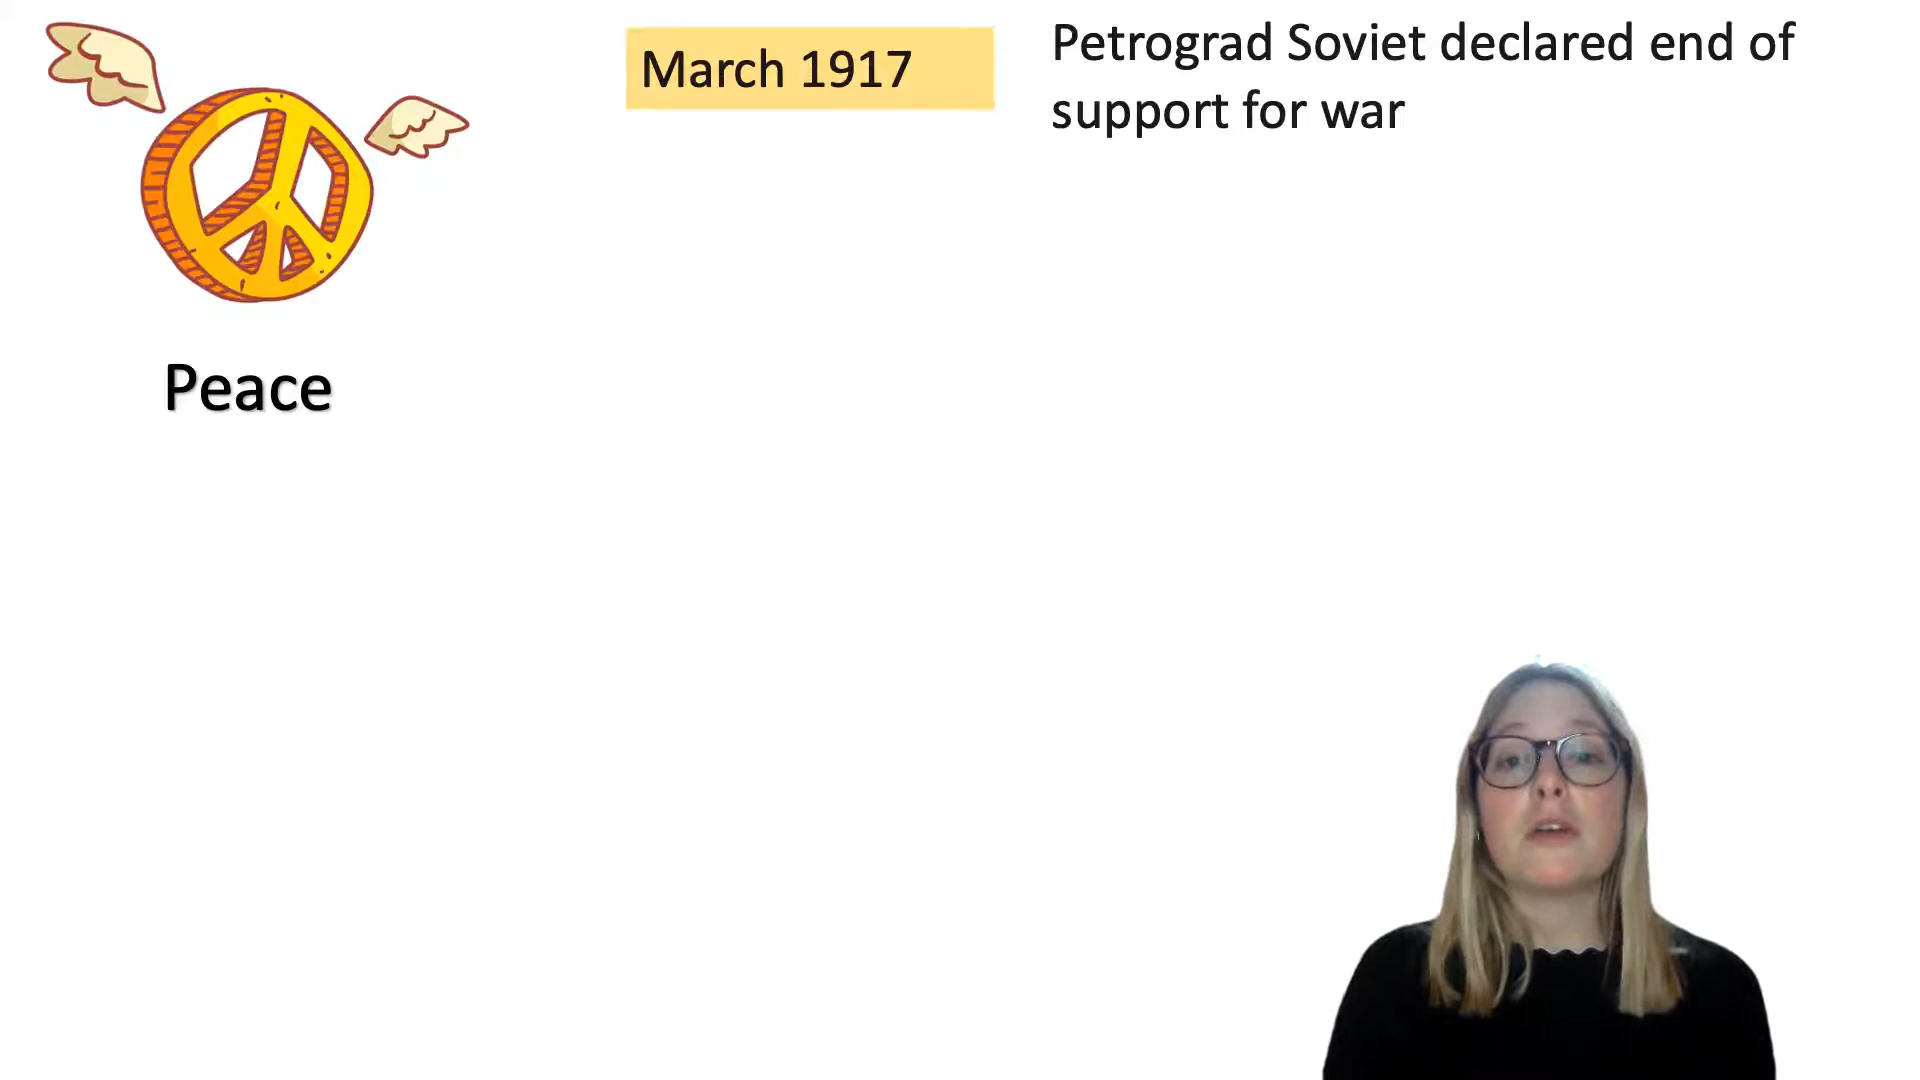 March 1917
Petrograd Soviet declared end of
support for war
Peace